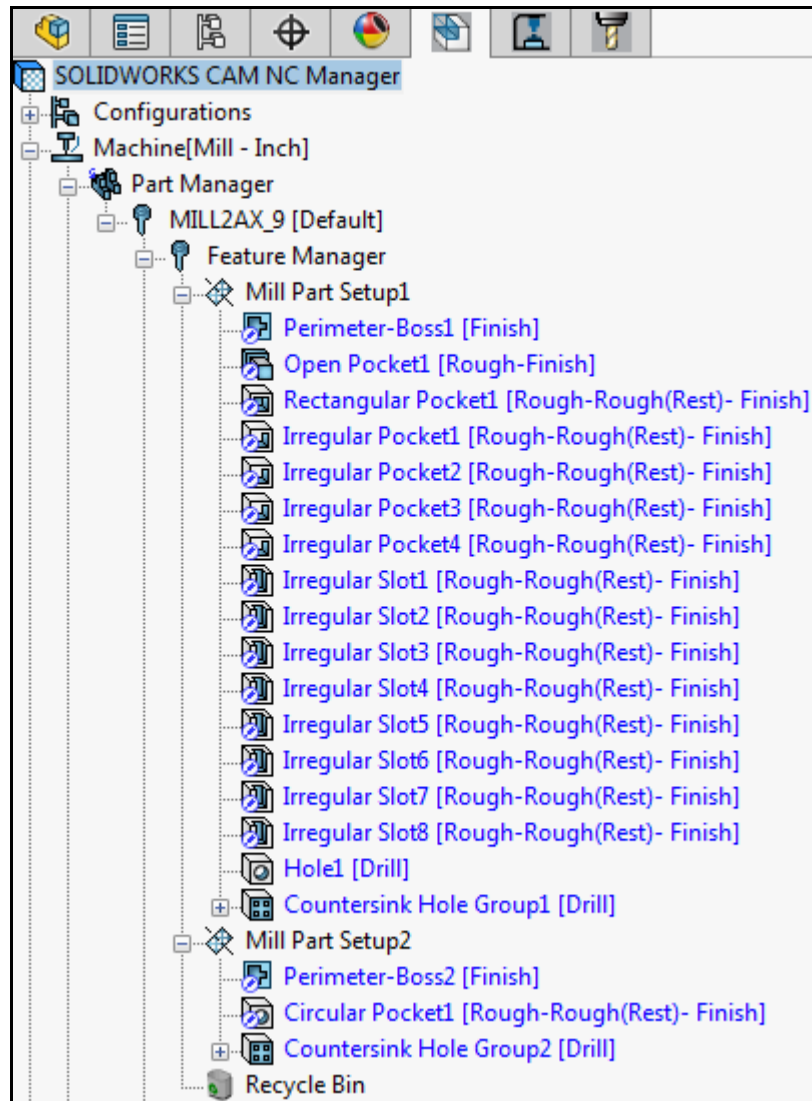 SOLIDWORKS CAM NC Manager
Configurations
Machine[Mill - Inch]
Part Manager
MILL2AX_9 [Default]
Feature Manager
Mill Part Setup1
Perimeter-Boss1 [Finish]
Open Pocket1 [Rough-Finish]
Rectangular Pocket1 [Rough-Rough(Rest)- Finish]
Irregular Pocket1 [Rough-Rough(Rest)- Finish]
Irregular Pocket2 [Rough-Rough(Rest)- Finish]
Irregular Pocket3 [Rough-Rough(Rest)- Finish]
Irregular Pocket4 [Rough-Rough(Rest)- Finish]
Irregular Slot1 [Rough-Rough(Rest)- Finish]
Irregular Slot2 [Rough-Rough(Rest)- Finish]
Irregular Slot3 [Rough-Rough(Rest)- Finish]
Irregular Slot4 [Rough-Rough(Rest)- Finish]
Irregular Slot5 [Rough-Rough(Rest)- Finish]
Irregular Slot6 [Rough-Rough(Rest)- Finish]
Irregular Slot7 [Rough-Rough(Rest)- Finish]
Irregular Slot8 [Rough-Rough(Rest)- Finish]
Hole1 [Drill]
Countersink Hole Group1 [Drill]
Mill Part Setup2
Perimeter-Boss2 [Finish]
Circular Pocket1 [Rough-Rough(Rest)- Finish]
Countersink Hole Group2 [Drill]
Recycle Bin